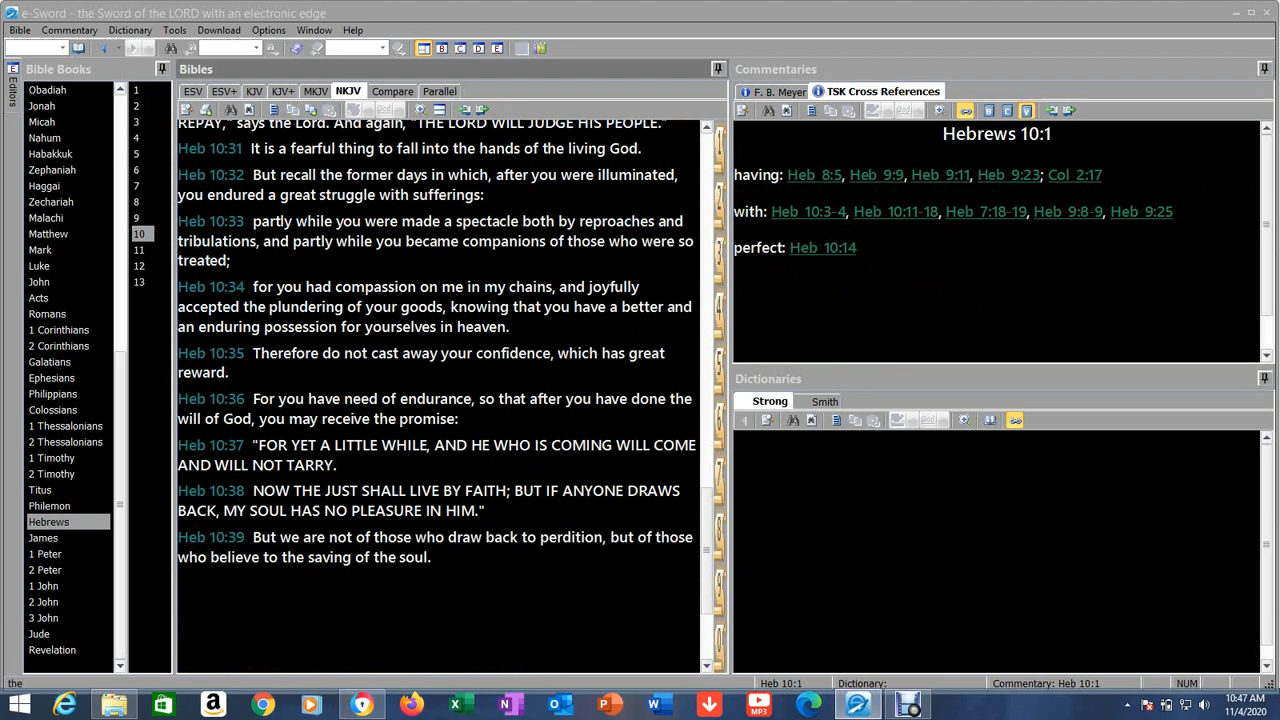 e-Sword - the Sword of the LORD with an electronic edge
Bible Commentary Dictionary Tools Download Options Window Help
B C D E
Editors
Bible Books
Obadiah
Jonah
Micah
Nahum
Habakkuk
Zephaniah
Haggai
Zechariah
Malachi
Matthew
Mark
Luke
John
Acts
Romans
1 Corinthians
2 Corinthians
Galatians
Ephesians
Philippians
Colossians
1 Thessalonians
2 Thessalonians
1 Timothy
2 Timothy
Titus
Philemon
Hebrews
James
1 Peter
2 Peter
1 John
2 John
3 John
Jude
Revelation
1
2
3
4
5
6
7
8
9
10
11
12
13
Bibles
ESV ESV+ KJV KJV+ MKJV NKJV Compare Parallel
REPAY," says the Lord. And again, "THE LORD WILL JUDGE HIS PEOPLE."
Heb 10:31 It is a fearful thing to fall into the hands of the living God.
Heb 10:32 But recall the former days in which, after you were illuminated,
you endured a great struggle with sufferings:
Heb 10:33 partly while you were made a spectacle both by reproaches and
tribulations, and partly while you became companions of those who were so
treated;
Heb 10:34 for you had compassion on me in my chains, and joyfully
accepted the plundering of your goods, knowing that you have a better and
an enduring possession for yourselves in heaven.
Heb 10:35 Therefore do not cast away your confidence, which has great
reward.
Heb 10:36 For you have need of endurance, so that after you have done the
will of God, you may receive the promise:
Heb 10:37 "FOR YET A LITTLE WHILE, AND HE WHO IS COMING WILL COME
AND WILL NOT TARRY.
Heb 10:38 NOW THE JUST SHALL LIVE BY FAITH; BUT IF ANYONE DRAWS
BACK, MY SOUL HAS NO PLEASURE IN HIM."
Heb 10:39 But we are not of those who draw back to perdition, but of those
who believe to the saving of the soul.
Commentaries
F. B. Meyer TSK Cross References
B C V
Hebrews 10:1
having: Heb 8:5, Heb 9:9, Heb 9:11, Heb 9:23; Col 2:17
with: Heb 10:3-4, Heb 10:11-18, Heb 7:18-19, Heb 9:8-9, Heb 9:25
perfect: Heb 10:14
Dictionaries
Strong Smith
the
Heb 10:1 Dictionary: Commentary: Heb 10:1 NUM
MP3
10:47 AM
11/4/2020